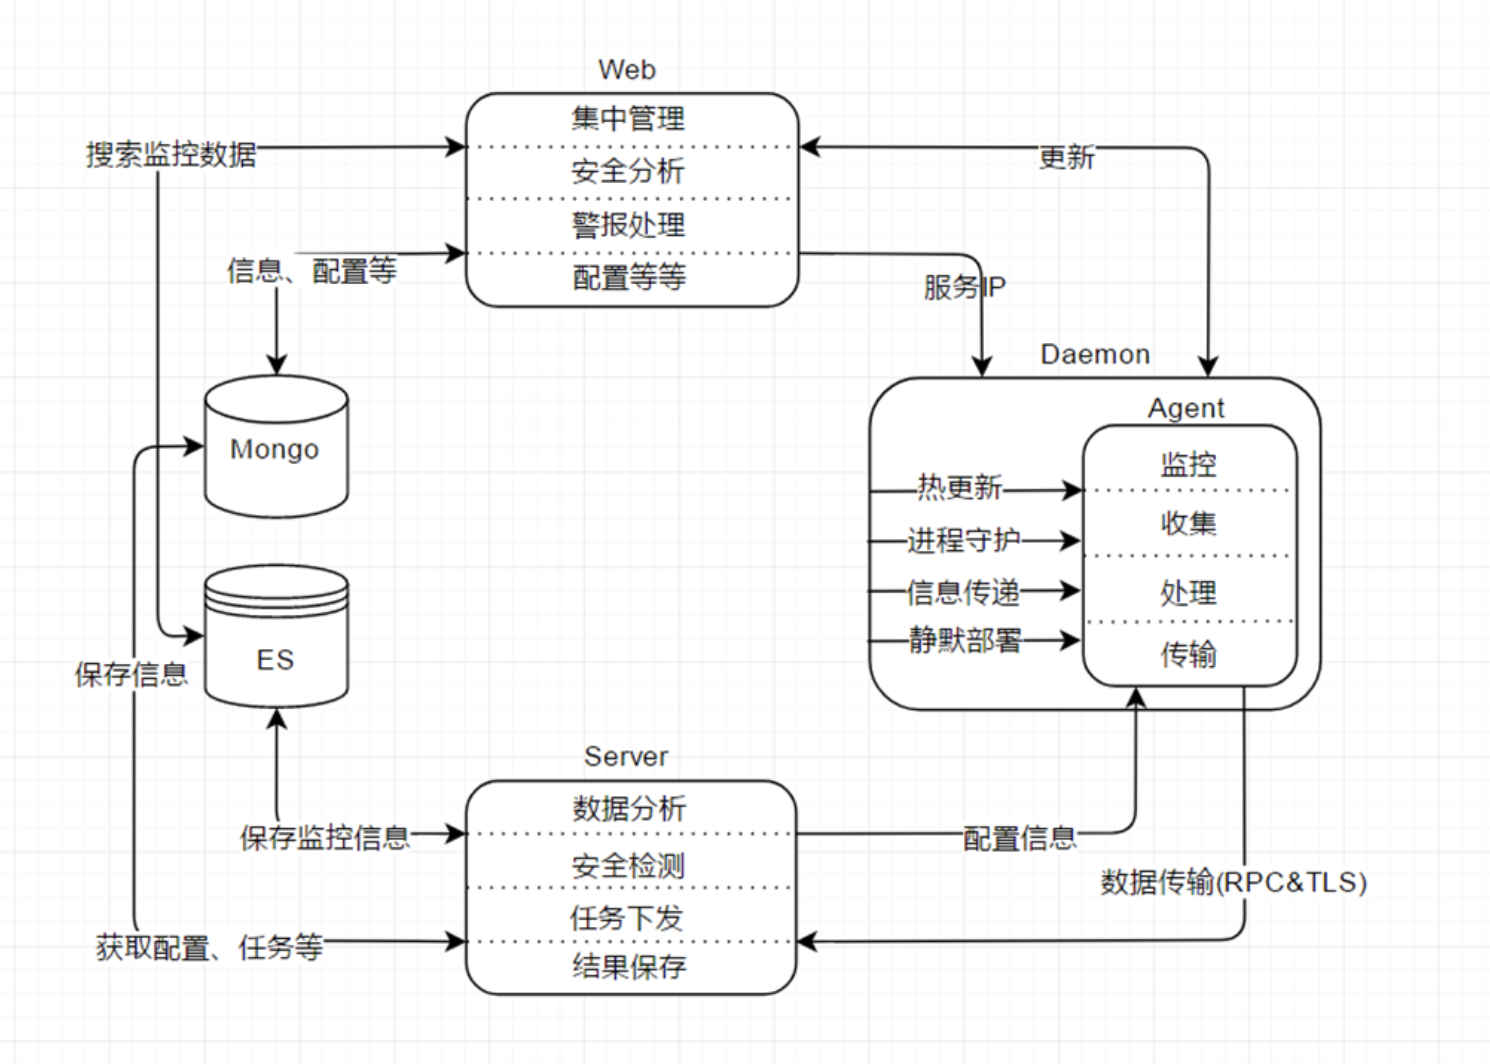 Web
集中管理
搜索监控数据
更新
安全分析
警报处理
信息、配置等
配置等等
服务IP
Daemon
Agent
Mongo
监控
热更新
收集
进程守护
信息传递
处理
静默部署
传输
ES
保存信息
Server
数据分析
保存监控信息
配置信息
安全检测
数据传输(RPC&TLS)
任务下发
获取配置、任务等
结果保存